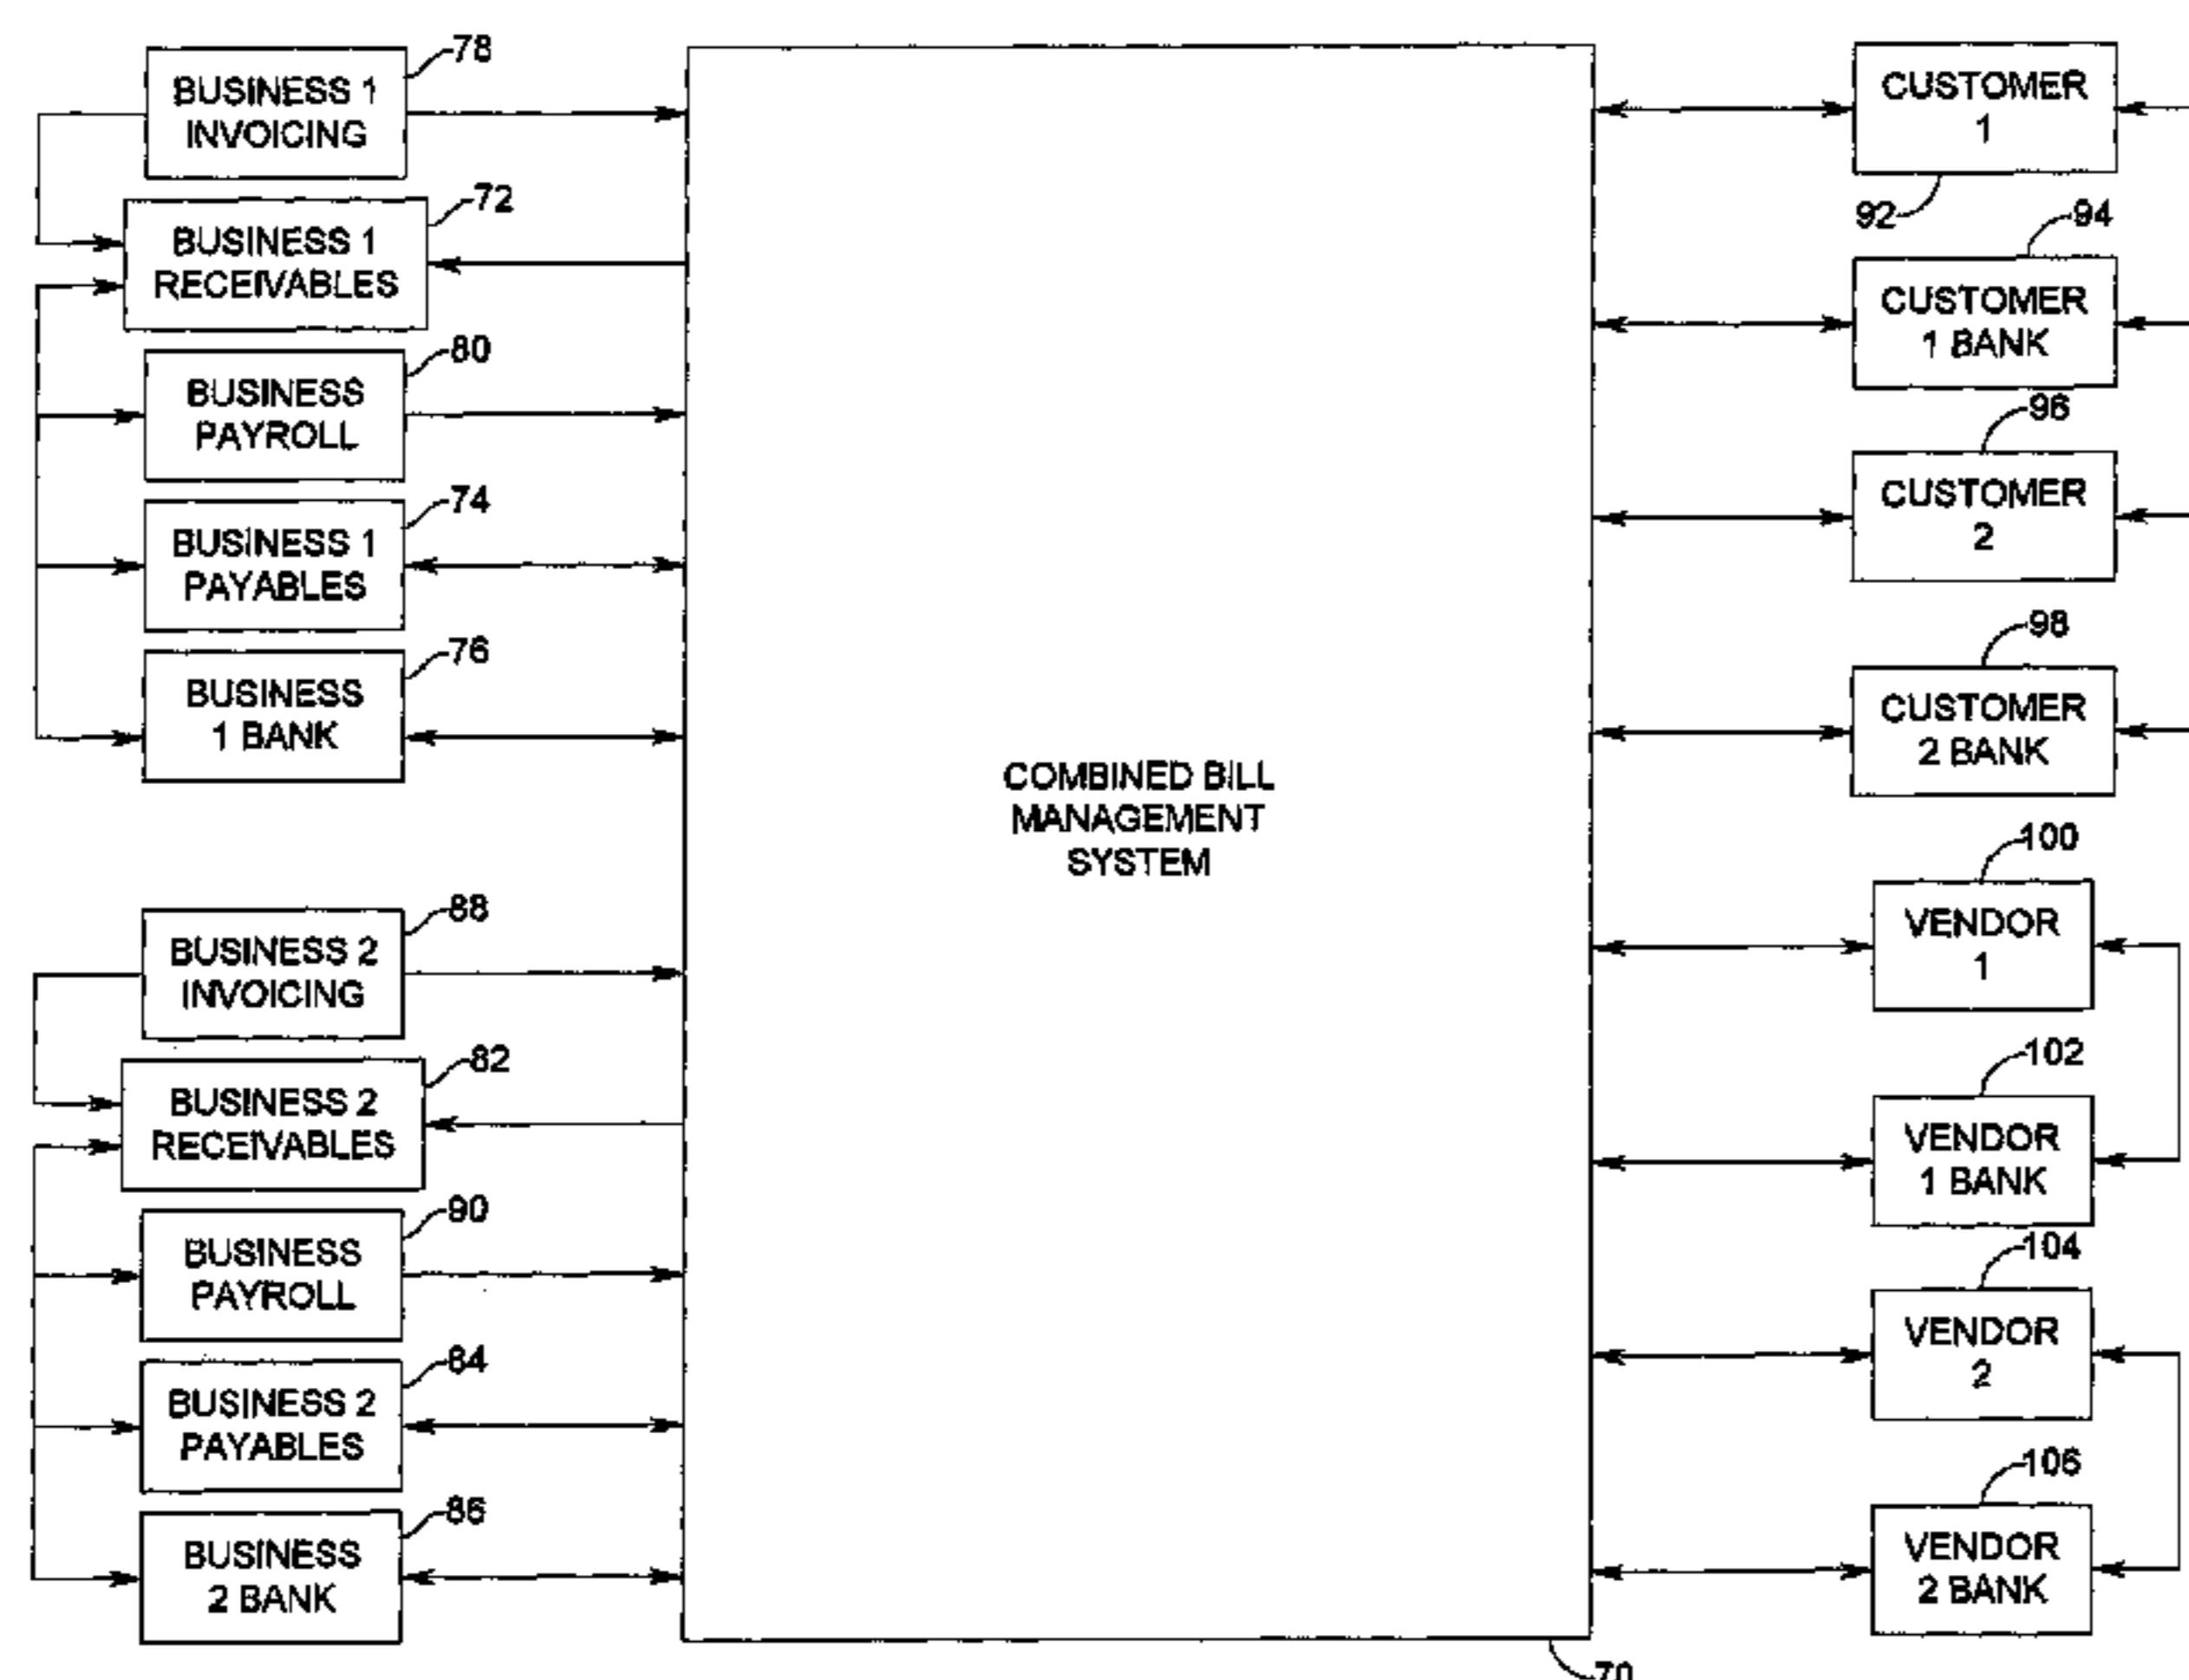 78
BUSINESS 1
INVOICING
72
BUSINESS 1
RECEIVABLES
80
BUSINESS
PAYROLL
74
BUSINESS 1
PAYABLES
76
BUSINESS
1 BANK
88
BUSINESS 2
INVOICING
82
BUSINESS 2
RECEIVABLES
90
BUSINESS
PAYROLL
84
BUSINESS 2
PAYABLES
86
BUSINESS
2 BANK
COMBINED BILL
MANAGEMENT
SYSTEM
70
CUSTOMER
1
92
94
CUSTOMER
1 BANK
96
CUSTOMER
2
98
CUSTOMER
2 BANK
100
VENDOR
1
102
VENDOR
1 BANK
104
VENDOR
2
106
VENDOR
2 BANK